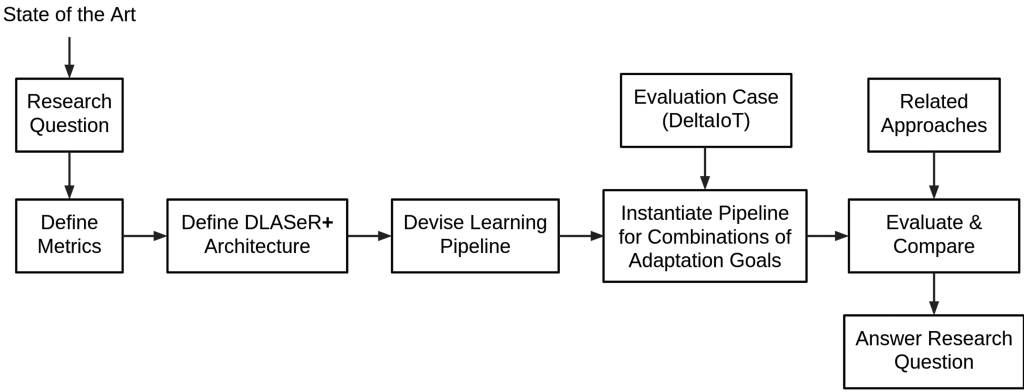 State of the Art
Research
Question
Evaluation Case
(DeltaIoT)
Related
Approaches
Define
Metrics
Define DLASeR+
Architecture
Devise Learning
Pipeline
Instantiate Pipeline
for Combinations of
Adaptation Goals
Evaluate &
Compare
Answer Research
Question